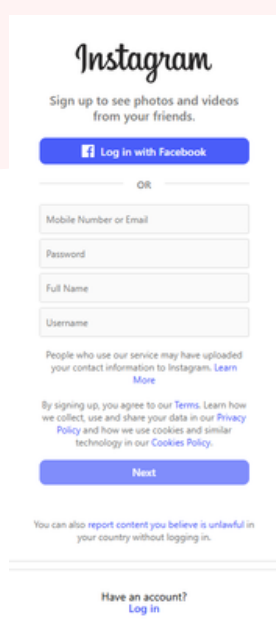 Instagram
Sign up to see photos and videos
from your friends.
Log in with Facebook
OR
Mobile Number or Email
Password
Full Name
Username
People who use our service may have uploaded
your contact information to Instagram. Learn
More
By signing up, you agree to our Terms. Learn how
we collect, use and share your data in our Privacy
Policy and how we use cookies and similar
technology in our Cookies Policy.
Next
You can also report content you believe is unlawful in
your country without logging in.
Have an account?
Log in